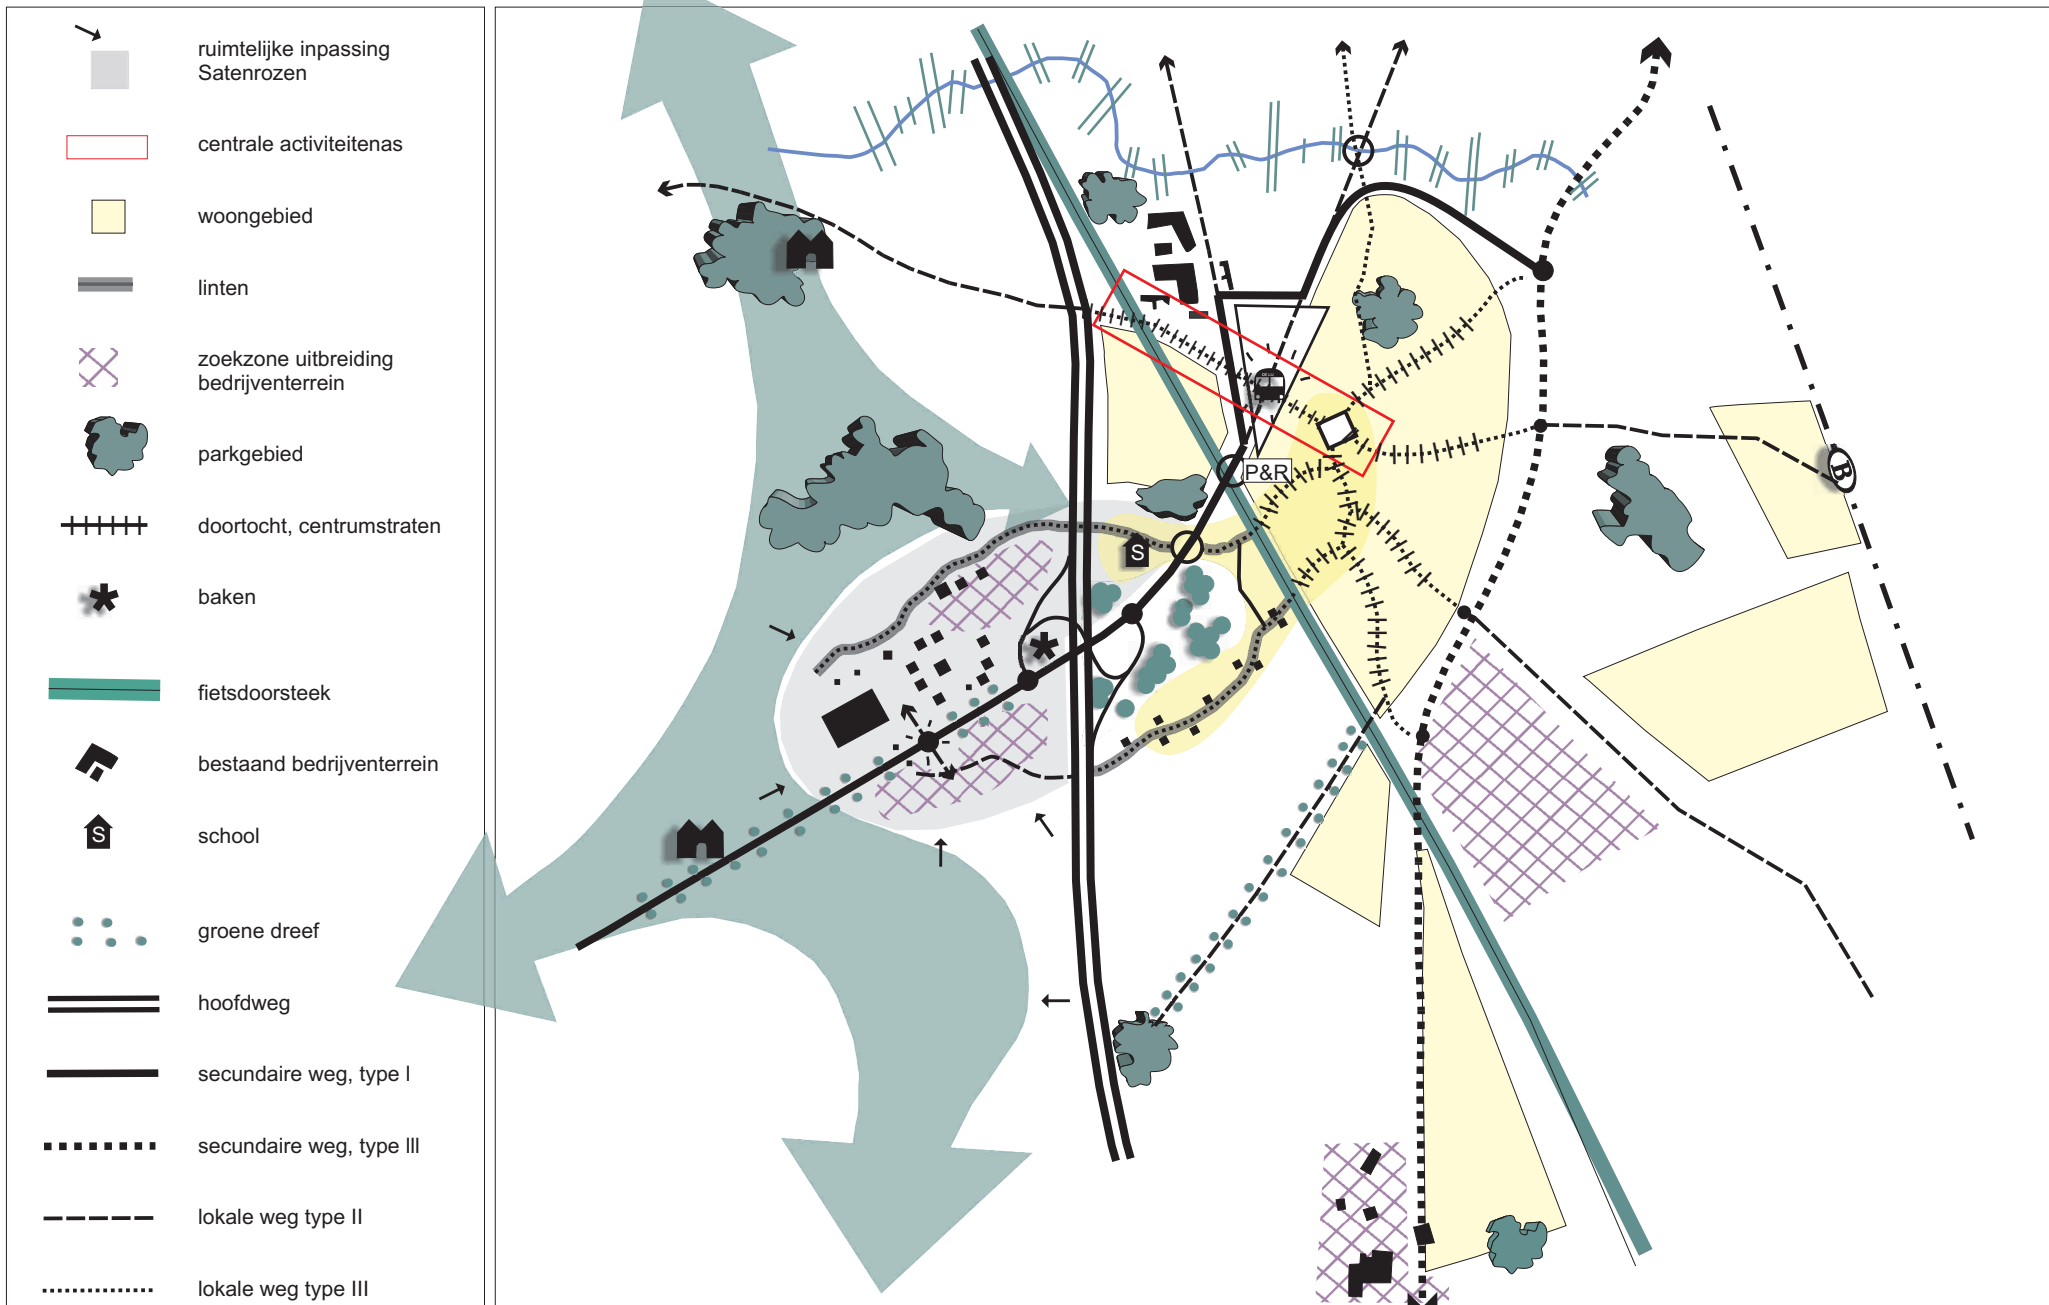 ruimtelijke inpassing
Satenrozen
centrale activiteitenas
woongebied
linten
zoekzone uitbreiding
bedrijventerrein
parkgebied
doortocht, centrumstraten
baken
fietsdoorsteek
bestaand bedrijventerrein
S
school
groene dreef
hoofdweg
secundaire weg, type I
secundaire weg, type III
lokale weg type II
lokale weg type III
P&R
B
S